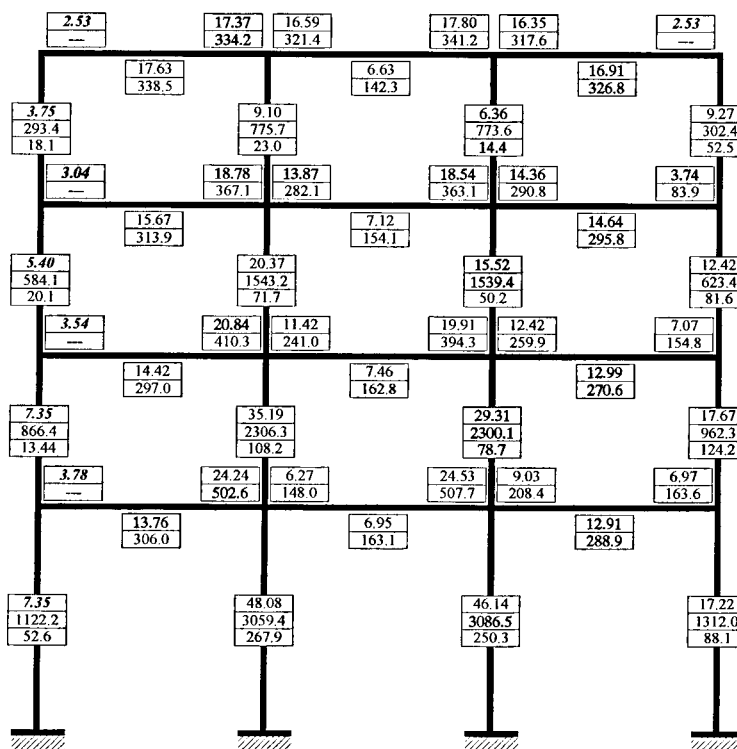 2.53 17.37 16.59 17.80 16.35 2.53
--- 334.2 321.4 341.2 317.6 ---
17.63 6.63 16.91
338.5 142.3 326.8
3.75 9.10 6.36 9.27
293.4 775.7 773.6 302.4
18.1 23.0 14.4 52.5
3.04 18.78 13.87 18.54 14.36 3.74
--- 367.1 282.1 363.1 290.8 83.9
15.67 7.12 14.64
313.9 154.1 295.8
5.40 20.37 15.52 12.42
584.1 1543.2 1539.4 623.4
20.1 71.7 50.2 81.6
3.54 20.84 11.42 19.91 12.42 7.07
--- 410.3 241.0 394.3 259.9 154.8
14.42 7.46 12.99
297.0 162.8 270.6
7.35 35.19 29.31 17.67
866.4 2306.3 2300.1 962.3
13.44 108.2 78.7 124.2
3.78 24.24 6.27 24.53 9.03 6.97
--- 502.6 148.0 507.7 208.4 163.6
13.76 6.95 12.91
306.0 163.1 288.9
7.35 48.08 46.14 17.22
1122.2 3059.4 3086.5 1312.0
52.6 267.9 250.3 88.1